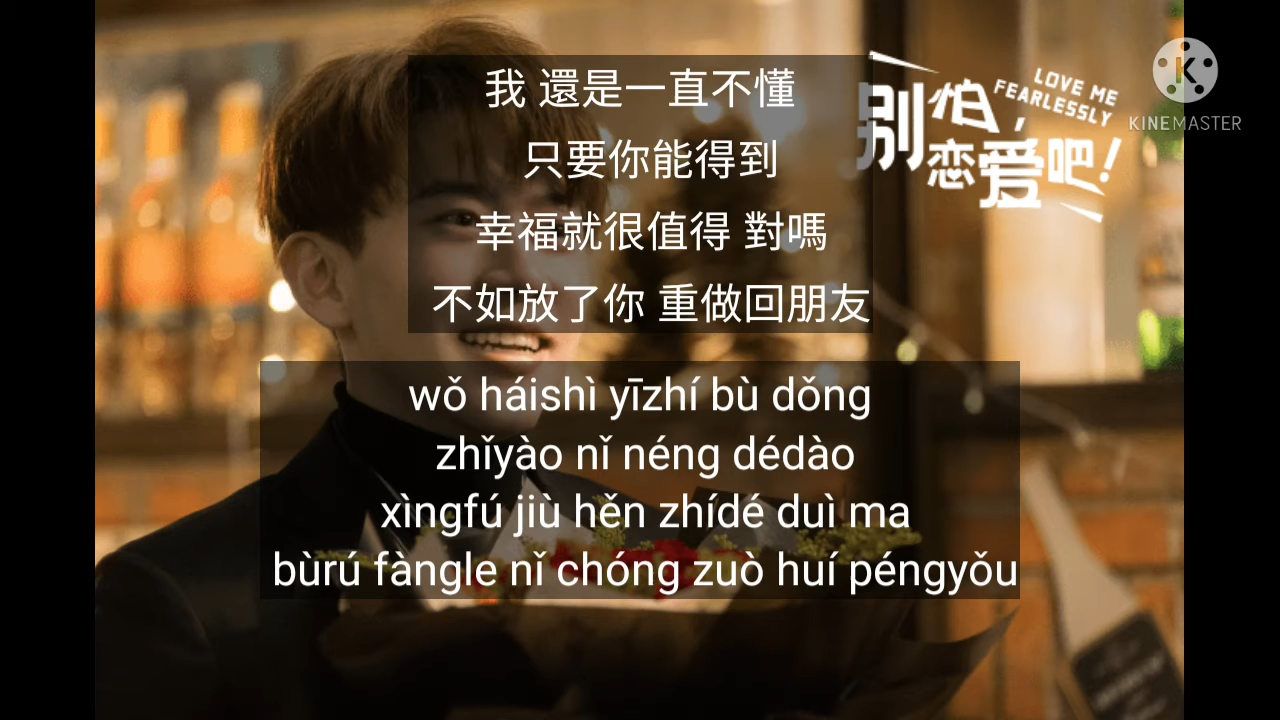 我 還是一直不懂
只要你能得到
幸福就很值得 對嗎
不如放了你 重做回朋友
wǒ háishì yīzhí bù dǒng
zhǐyào nǐ néng dédào
xìngfú jiù hěn zhídé duì ma
bùrú fàngle nǐ chóng zuò huí péngyǒu
别怕,
恋爱吧!
LOVE ME
FEARLESSLY
K
KINEMASTER